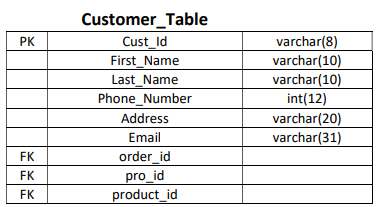 Customer_Table
PK Cust_Id varchar(8)
First_Name varchar(10)
Last_Name varchar(10)
Phone_Number int(12)
Address varchar(20)
Email varchar(31)
FK order_id
FK pro_id
FK product_id